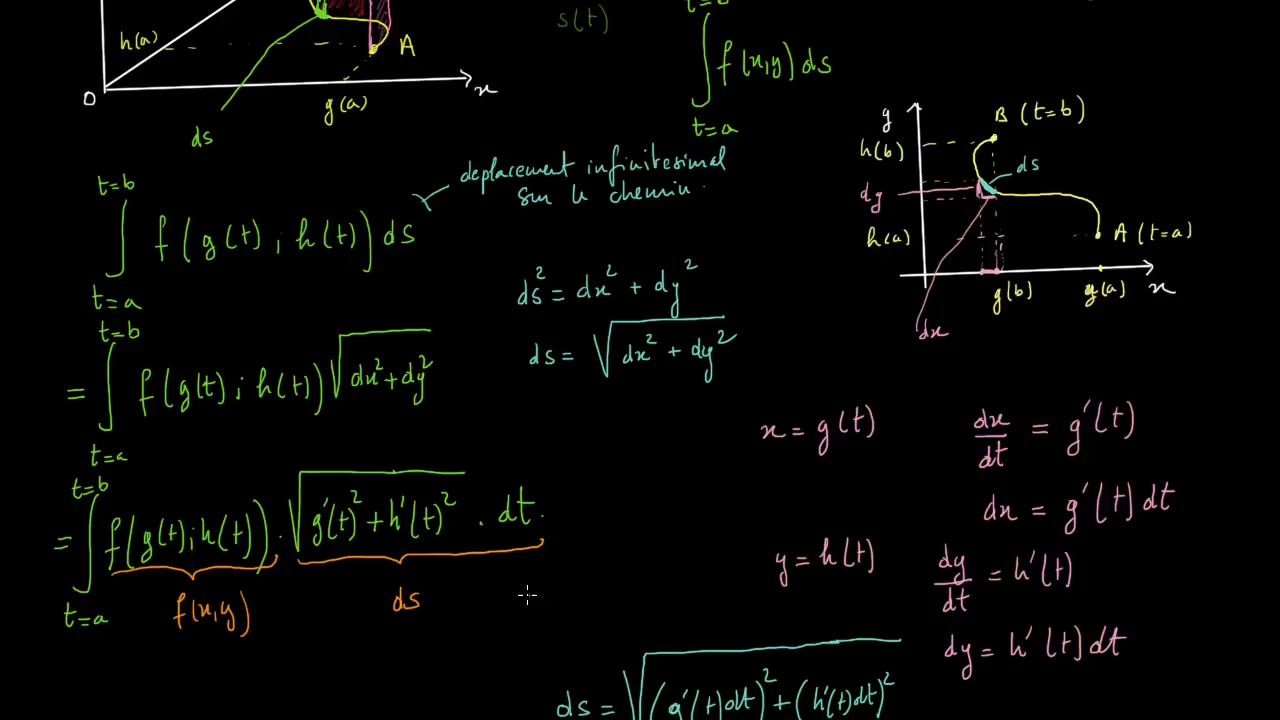 h(a)
A
O
g(a)
x
ds
s(t)
t=b
∫ f(x,y) ds
t=a
y
B (t=b)
h(b)
ds
dy
h(a)
A (t=a)
g(b)
g(a)
x
dx
deplacement infinitesimal
sur le chemin.
t=b
∫ f(g(t);h(t)) ds
t=a
ds² = dx² + dy²
ds = √(dx² + dy²)
t=b
= ∫ f(g(t);h(t)) √(dx²+dy²)
t=a
x = g(t)
dx/dt = g'(t)
dx = g'(t) dt
t=b
= ∫ f(g(t);h(t)) . √(g'(t)²+h'(t)²) . dt.
t=a
f(x,y)
ds
y = h(t)
dy/dt = h'(t)
dy = h'(t) dt
ds = √((g'(t)dt)² + (h'(t)dt)²)